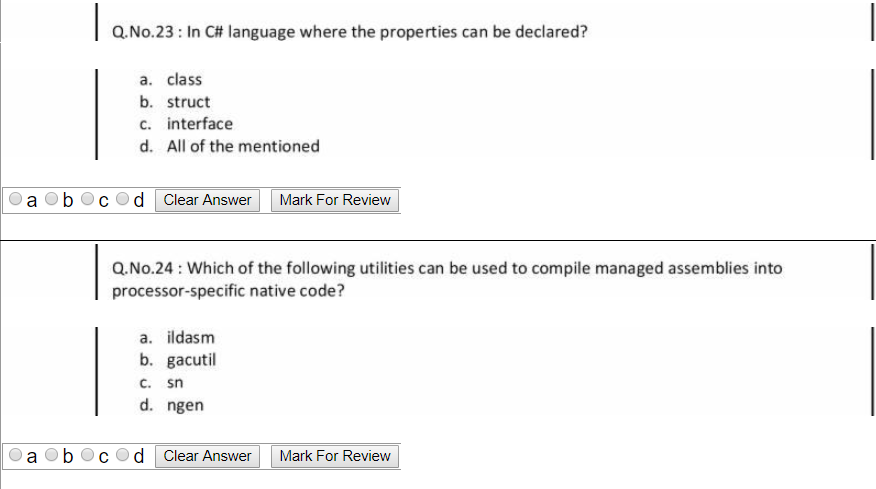 Q.No.23 : In C# language where the properties can be declared?
a. class
b. struct
c. interface
d. All of the mentioned
a b c d Clear Answer Mark For Review
Q.No.24 : Which of the following utilities can be used to compile managed assemblies into
processor-specific native code?
a. ildasm
b. gacutil
c. sn
d. ngen
a b c d Clear Answer Mark For Review